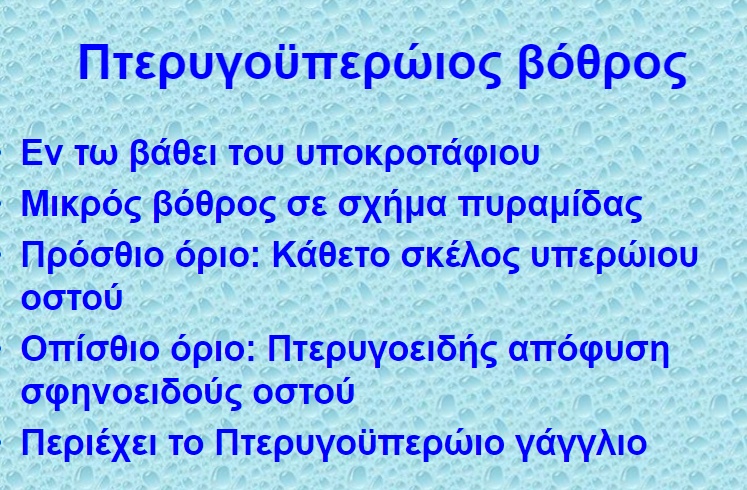 Πτερυγοϋπερώιος βόθρος
• Εν τω βάθει του υποκροτάφιου
• Μικρός βόθρος σε σχήμα πυραμίδας
• Πρόσθιο όριο: Κάθετο σκέλος υπερώιου
οστού
• Οπίσθιο όριο: Πτερυγοειδής απόφυση
σφηνοειδούς οστού
• Περιέχει το Πτερυγοϋπερώιο γάγγλιο